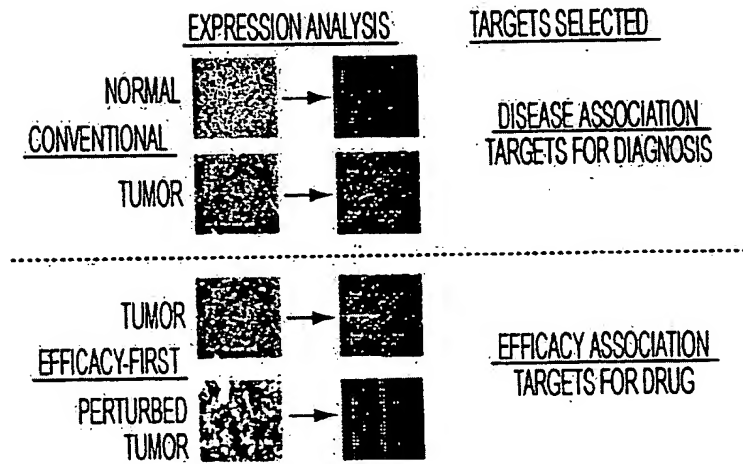 EXPRESSION ANALYSIS TARGETS SELECTED
NORMAL
CONVENTIONAL
TUMOR
DISEASE ASSOCIATION
TARGETS FOR DIAGNOSIS
TUMOR
EFFICACY-FIRST
PERTURBED
TUMOR
EFFICACY ASSOCIATION
TARGETS FOR DRUG